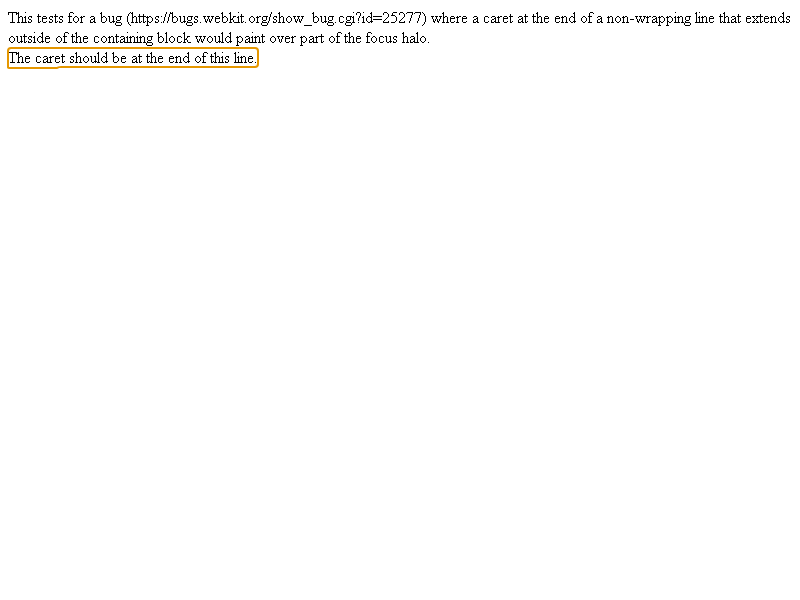 This tests for a bug (https://bugs.webkit.org/show_bug.cgi?id=25277) where a caret at the end of a non-wrapping line that extends
outside of the containing block would paint over part of the focus halo.
The caret should be at the end of this line.